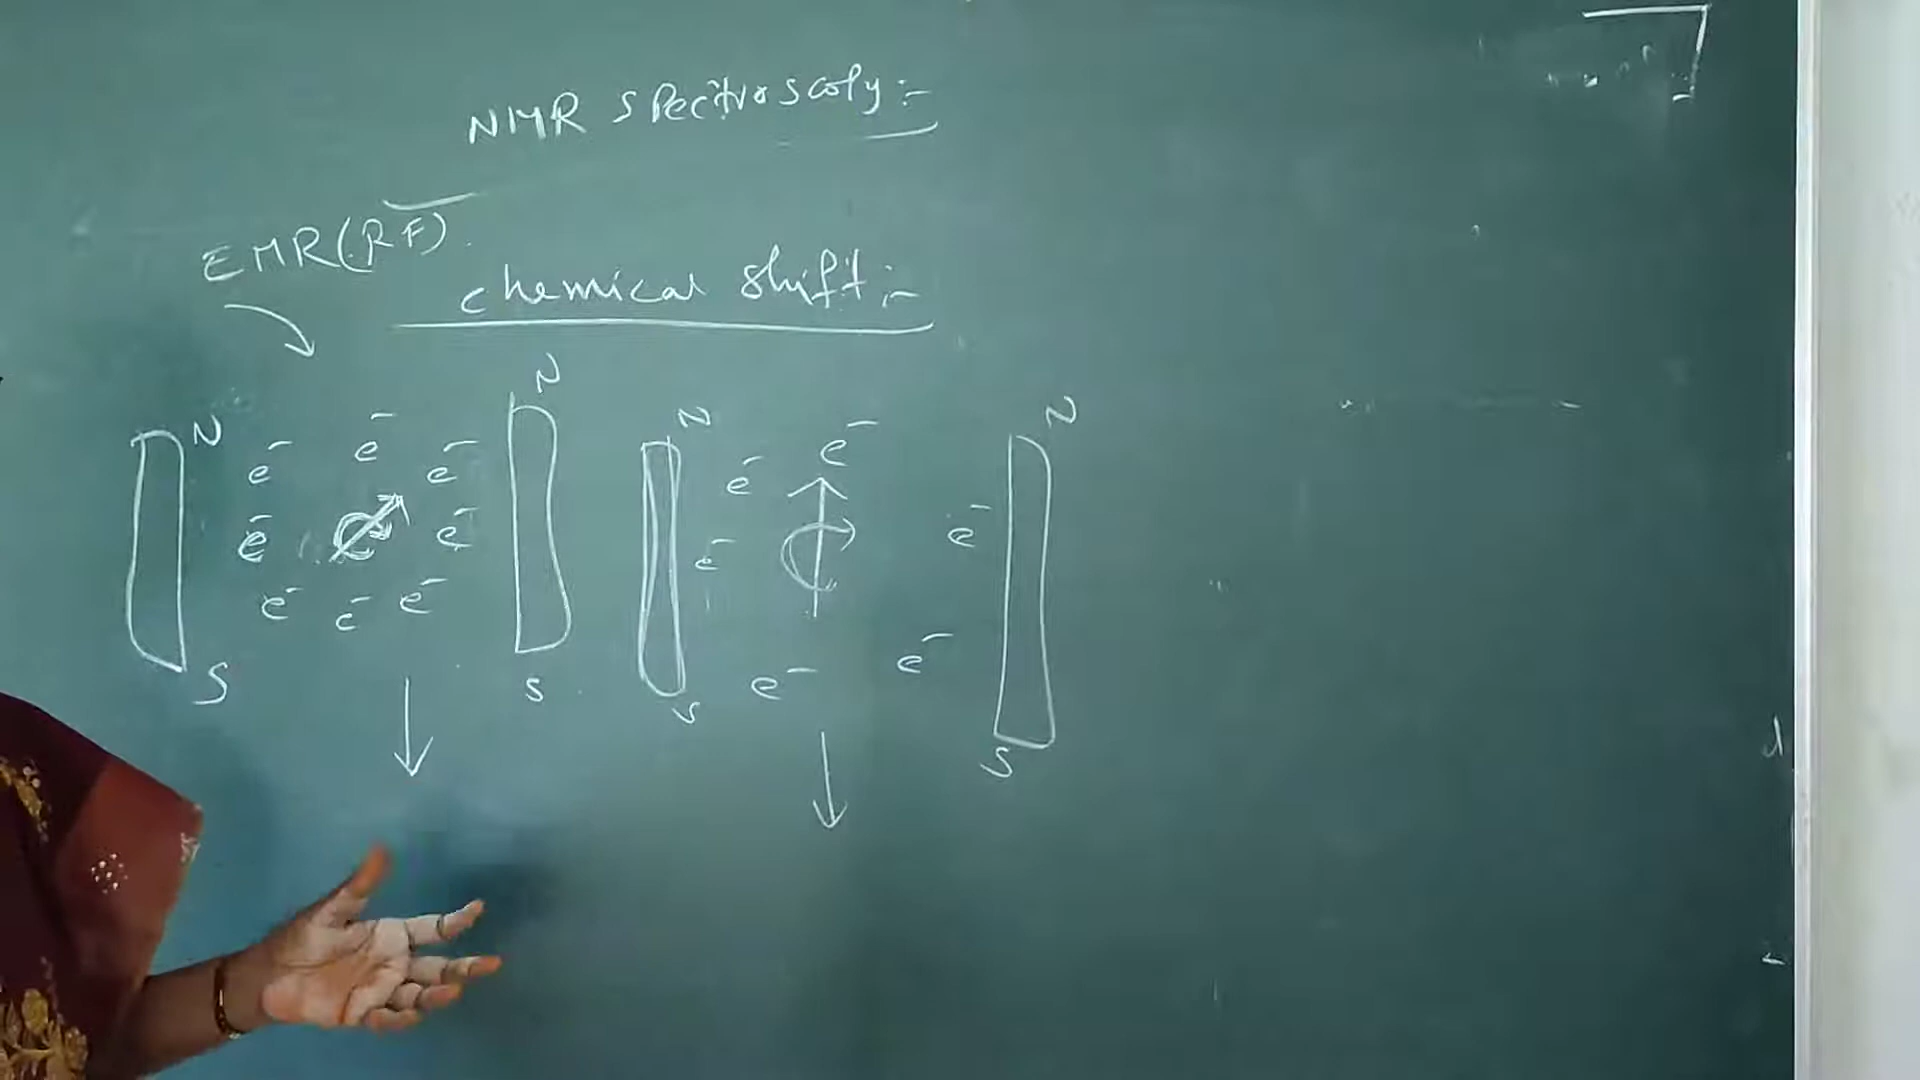 NMR spectroscopy:-
EMR(RF).
chemical shift:-
N N N N
e⁻ e⁻ e⁻ e⁻ e⁻
e⁻ e⁻ e⁻ e⁻
e⁻ e⁻ e⁻ e⁻ e⁻
S S S S